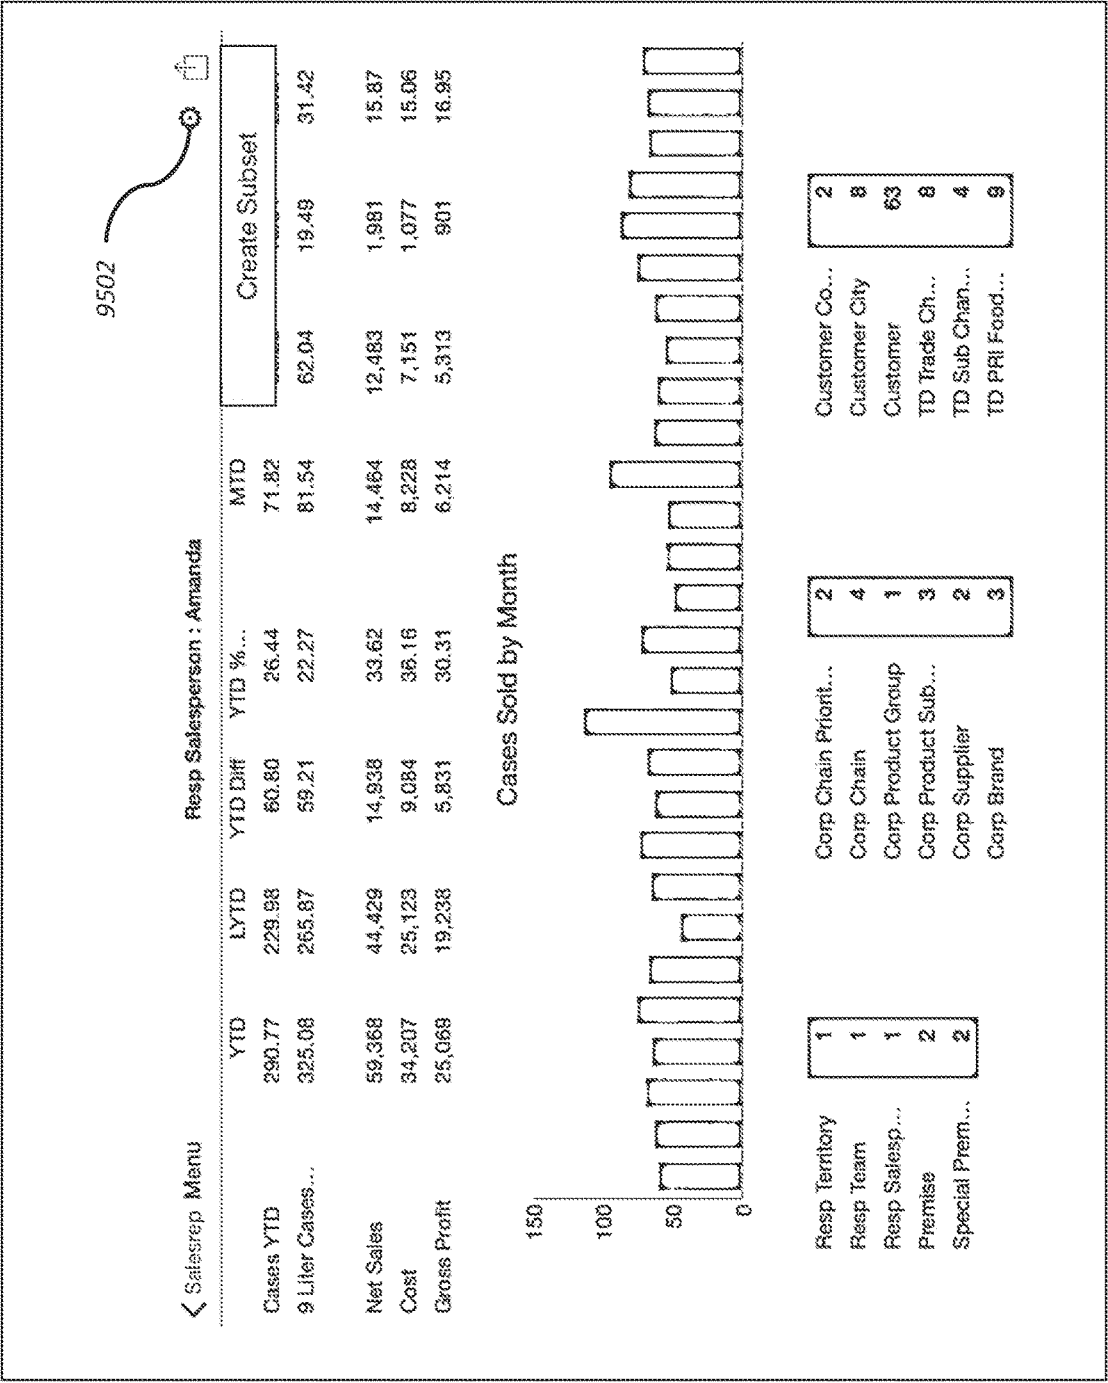 9502
< Salesrep Menu Resp Salesperson : Amanda
YTD LYTD YTD Diff YTD %... MTD Create Subset
Cases YTD 290.77 229.98 60.80 26.44 71.82
9 Liter Cases... 325.08 265.87 59.21 22.27 81.54 62.04 19.49 31.42
Net Sales 59,368 44,429 14,938 33.62 14,464 12,483 1,981 15.87
Cost 34,207 25,123 9,084 36.16 8,228 7,151 1,077 15.06
Gross Profit 25,069 19,238 5,831 30.31 6,214 5,313 901 16.95
Cases Sold by Month
150
100
50
0
Resp Territory 1 Corp Chain Priorit... 2 Customer Co... 2
Resp Team 1 Corp Chain 4 Customer City 8
Resp Salesp... 1 Corp Product Group 1 Customer 63
Premise 2 Corp Product Sub... 3 TD Trade Ch... 8
Special Prem... 2 Corp Supplier 2 TD Sub Chan... 4
Corp Brand 3 TD PRI Food... 9